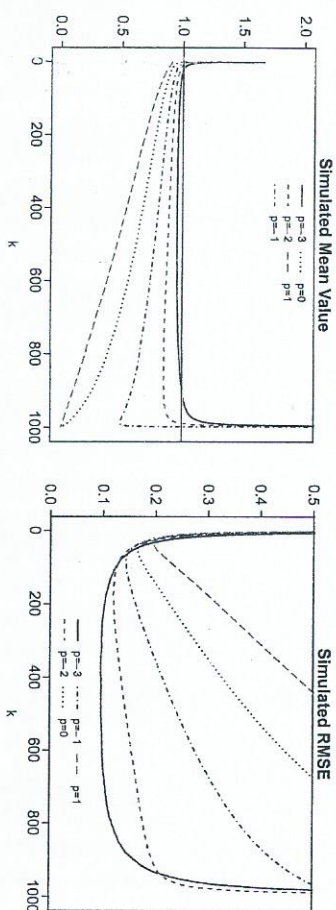 Simulated Mean Value
p=-3 p=0
p=-2 p=1
p=-1
2.0
1.5
1.0
0.5
0.0
0 200 400 600 800 1000
k
Simulated RMSE
0.5
0.4
0.3
0.2
0.1
0.0
p=-3 p=-1 p=1
p=-2 p=0
0 200 400 600 800 1000
k